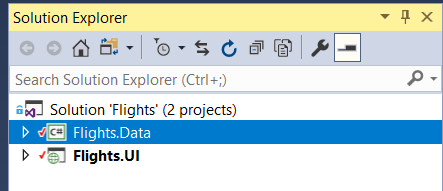 Solution Explorer
Search Solution Explorer (Ctrl+;)
Solution 'Flights' (2 projects)
C# Flights.Data
Flights.UI